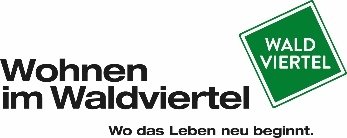 WALD
VIERTEL
Wohnen
im Waldviertel
Wo das Leben neu beginnt.